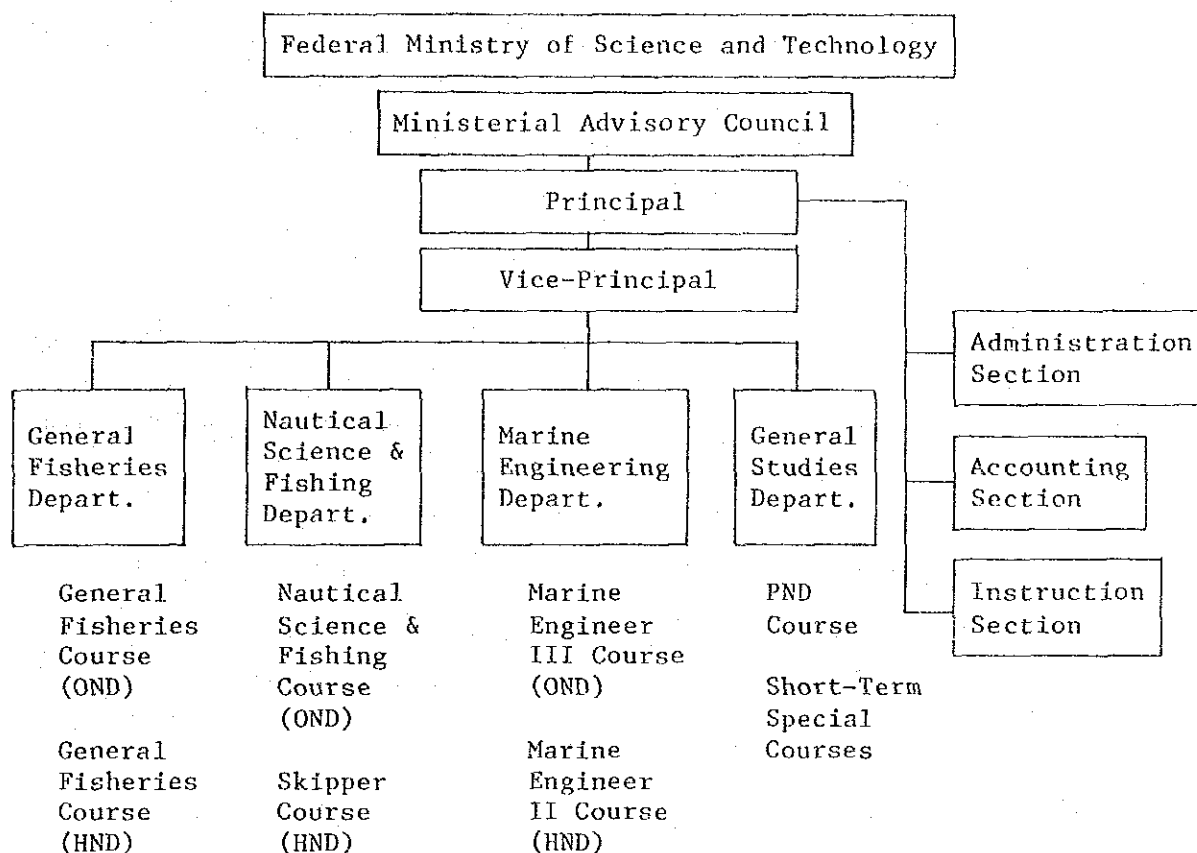 Federal Ministry of Science and Technology
Ministerial Advisory Council
Principal
Vice-Principal
Administration
Section
Accounting
Section
Instruction
Section
General
Fisheries
Depart.
Nautical
Science &
Fishing
Depart.
Marine
Engineering
Depart.
General
Studies
Depart.
General
Fisheries
Course
(OND)
General
Fisheries
Course
(HND)
Nautical
Science &
Fishing
Course
(OND)
Skipper
Course
(HND)
Marine
Engineer
III Course
(OND)
Marine
Engineer
II Course
(HND)
PND
Course
Short-Term
Special
Courses